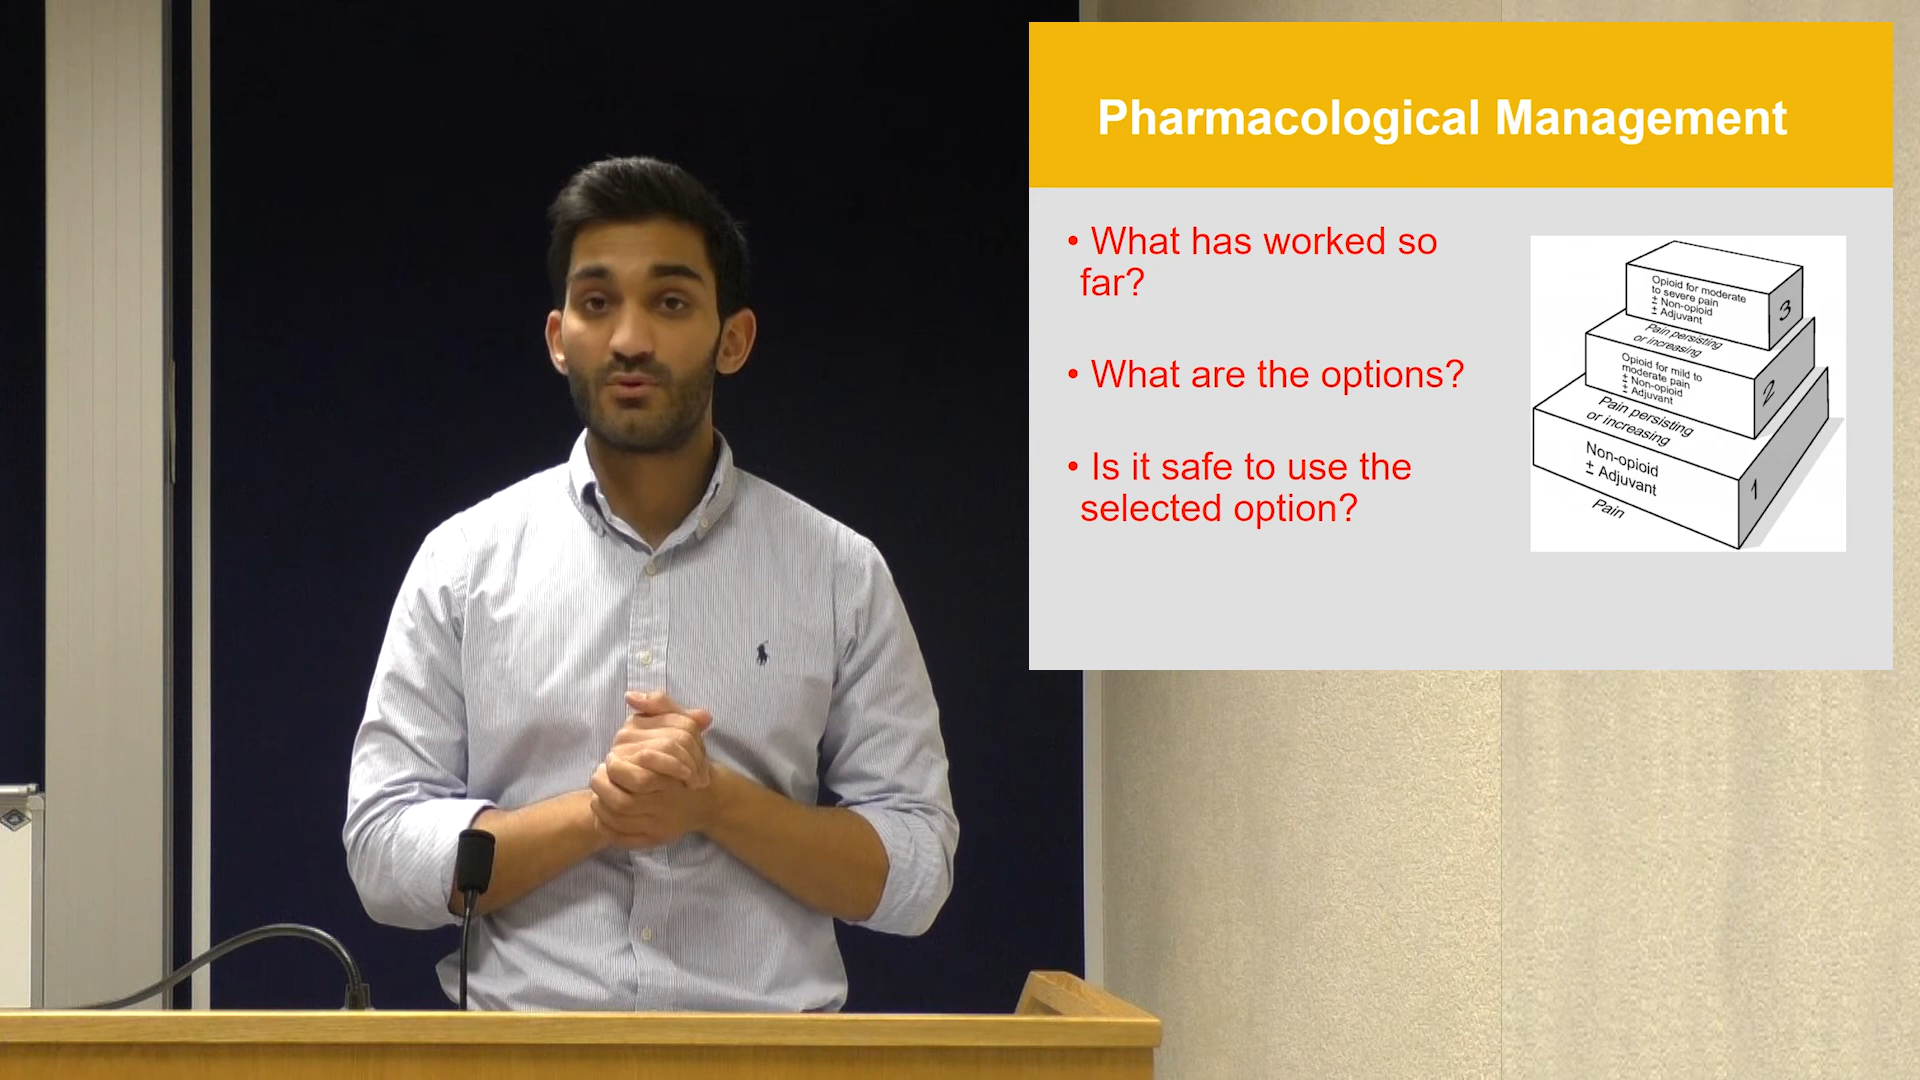 Pharmacological Management
• What has worked so
far?
• What are the options?
• Is it safe to use the
selected option?
Opioid for moderate
to severe pain
± Non-opioid
± Adjuvant
3
Pain persisting
or increasing
Opioid for mild to
moderate pain
± Non-opioid
± Adjuvant
2
Pain persisting
or increasing
Non-opioid
± Adjuvant
1
Pain